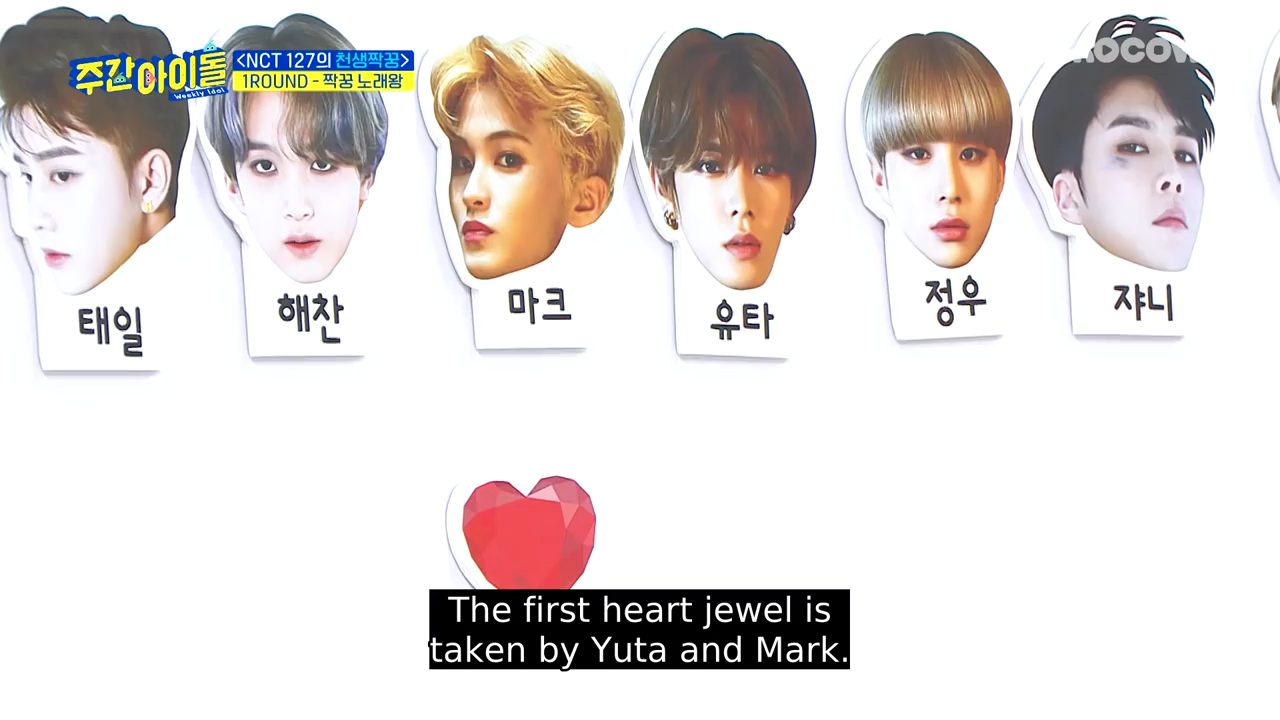 주간아이돌
Weekly Idol
<NCT 127의 천생짝꿍>
1ROUND - 짝꿍 노래왕
태일
해찬
마크
유타
정우
쟈니
The first heart jewel is
taken by Yuta and Mark.